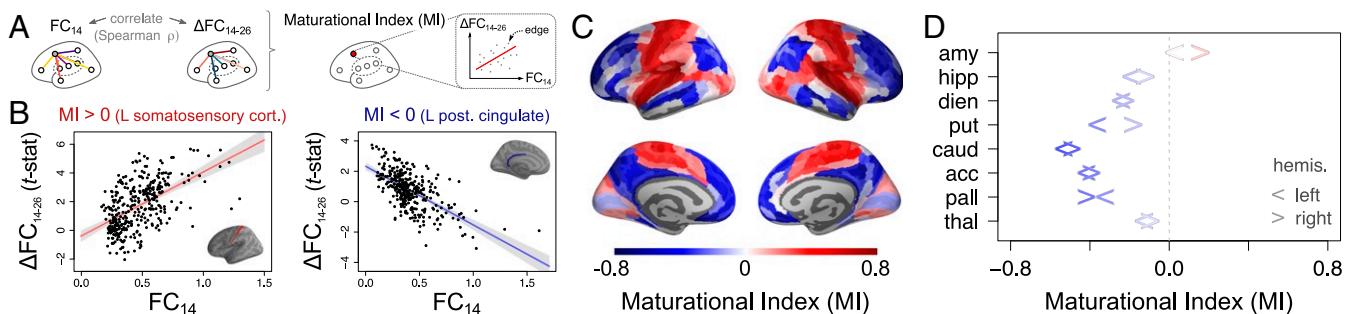 A
FC14
correlate
(Spearman ρ)
ΔFC14-26
Maturational Index (MI)
ΔFC14-26
edge
FC14
B
MI > 0 (L somatosensory cort.)
ΔFC14-26 (t-stat)
6
4
2
0
-2
0.0 0.5 1.0 1.5
FC14
MI < 0 (L post. cingulate)
ΔFC14-26 (t-stat)
4
2
0
-2
-4
0.0 0.5 1.0 1.5
FC14
C
-0.8 0 0.8
Maturational Index (MI)
D
amy
hipp
dien
put
caud
acc
pall
thal
hemis.
< left
> right
-0.8 0.0 0.8
Maturational Index (MI)